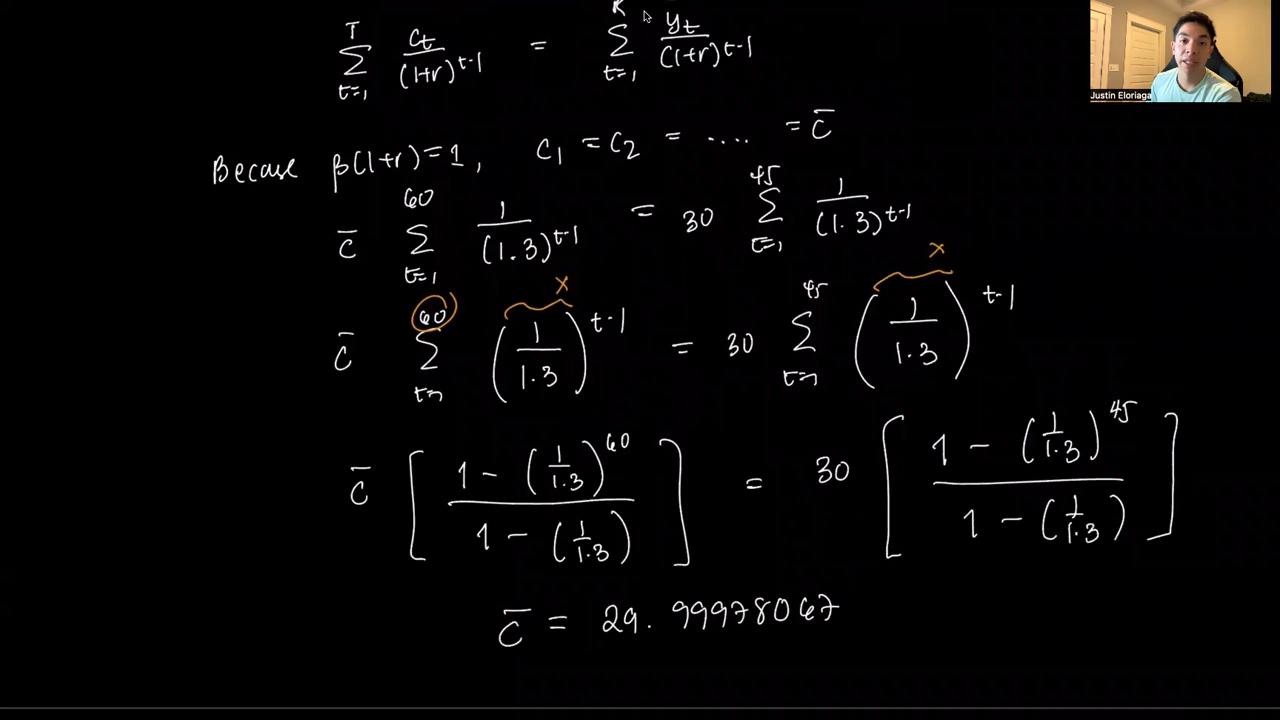 T Σ t=1 Ct/(1+r)^t-1 = K Σ t=1 yt/(1+r)^t-1
Justin Eloriaga
Becase β(1+r)=1, C1 = C2 = .... = c̄
c̄ 60 Σ t=1 1/(1.3)^t-1 = 30 45 Σ t=1 1/(1.3)^t-1
x x
c̄ 60 Σ t=1 (1/1.3)^t-1 = 30 45 Σ t=1 (1/1.3)^t-1
c̄ [1-(1/1.3)^60 / 1-(1/1.3)] = 30 [1-(1/1.3)^45 / 1-(1/1.3)]
c̄ = 29.99978067